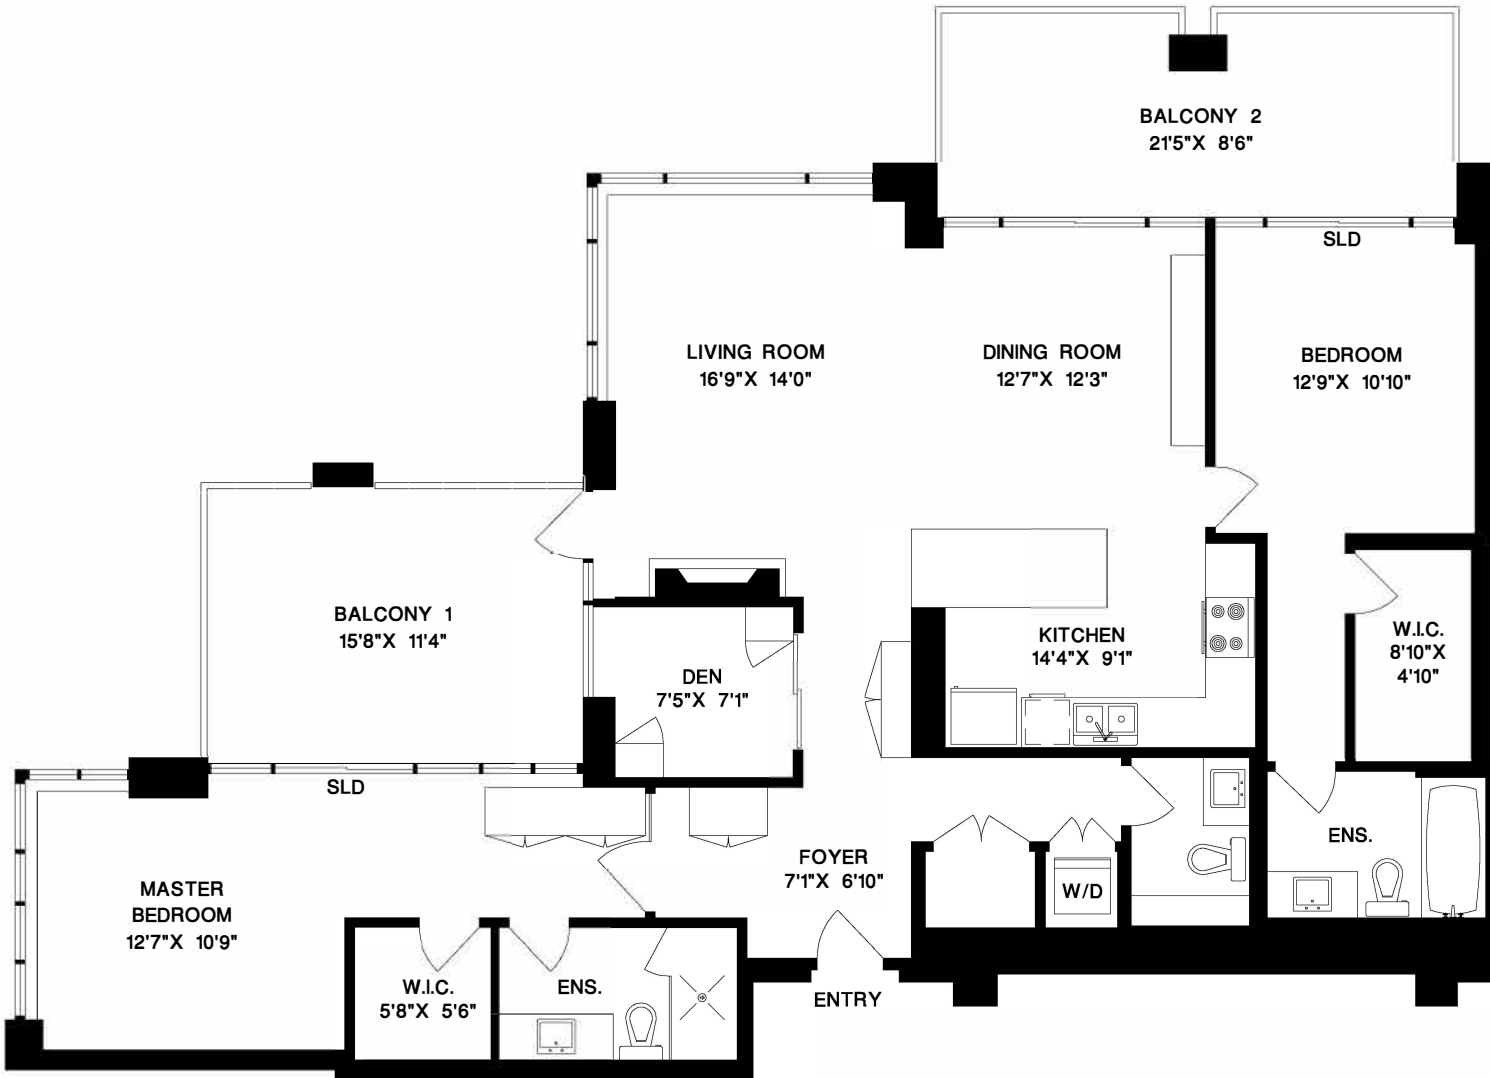 BALCONY 2
21'5"X 8'6"
SLD
LIVING ROOM
16'9"X 14'0"
DINING ROOM
12'7"X 12'3"
BEDROOM
12'9"X 10'10"
BALCONY 1
15'8"X 11'4"
DEN
7'5"X 7'1"
KITCHEN
14'4"X 9'1"
W.I.C.
8'10"X
4'10"
SLD
MASTER
BEDROOM
12'7"X 10'9"
FOYER
7'1"X 6'10"
W/D
ENS.
W.I.C.
5'8"X 5'6"
ENS.
ENTRY